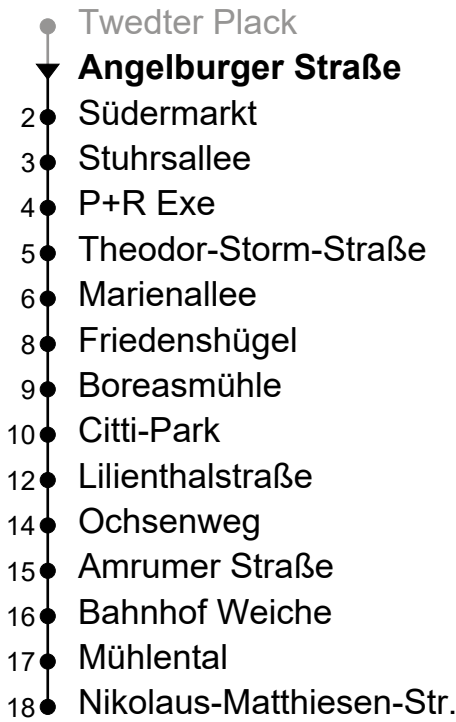 Twedter Plack
Angelburger Straße
2 Südermarkt
3 Stuhrsallee
4 P+R Exe
5 Theodor-Storm-Straße
6 Marienallee
8 Friedenshügel
9 Boreasmühle
10 Citti-Park
12 Lilienthalstraße
14 Ochsenweg
15 Amrumer Straße
16 Bahnhof Weiche
17 Mühlental
18 Nikolaus-Matthiesen-Str.